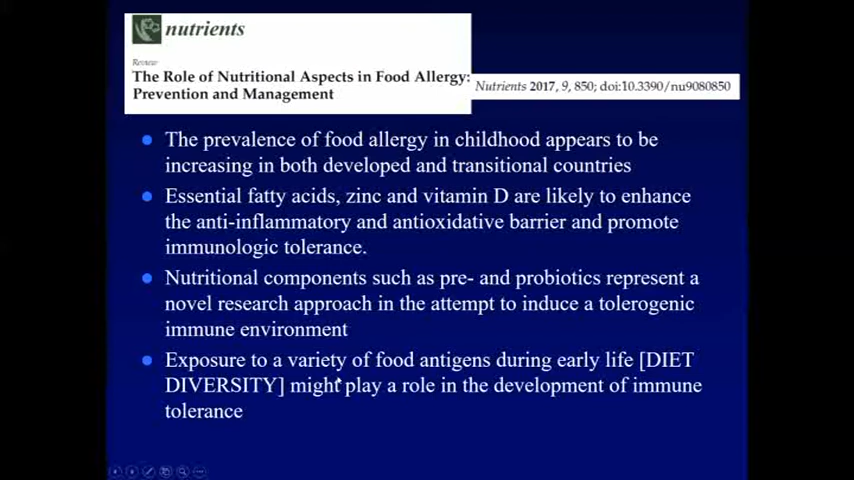 nutrients
Review
The Role of Nutritional Aspects in Food Allergy:
Prevention and Management
Nutrients 2017, 9, 850; doi:10.3390/nu9080850
The prevalence of food allergy in childhood appears to be
increasing in both developed and transitional countries
Essential fatty acids, zinc and vitamin D are likely to enhance
the anti-inflammatory and antioxidative barrier and promote
immunologic tolerance.
Nutritional components such as pre- and probiotics represent a
novel research approach in the attempt to induce a tolerogenic
immune environment
Exposure to a variety of food antigens during early life [DIET
DIVERSITY] might play a role in the development of immune
tolerance